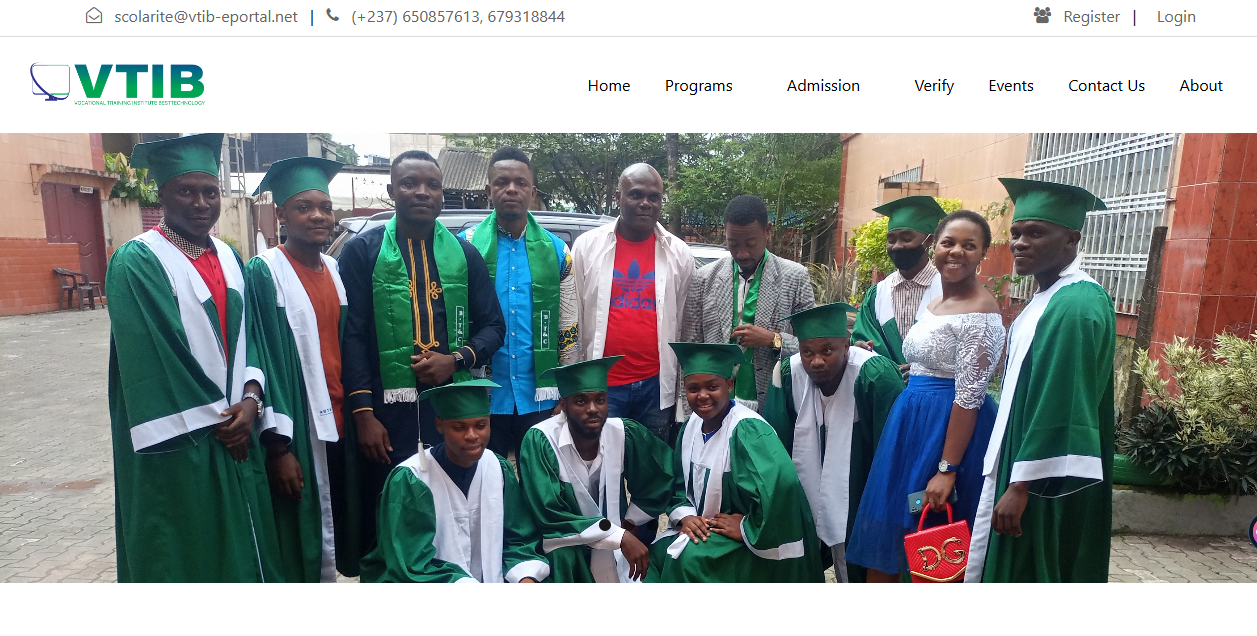 scolarite@vtib-eportal.net | (+237) 650857613, 679318844
Register | Login
VTIB
VOCATIONAL TRAINING INSTITUTE BESTTECHNOLOGY
Home Programs Admission Verify Events Contact Us About
adidas
DG